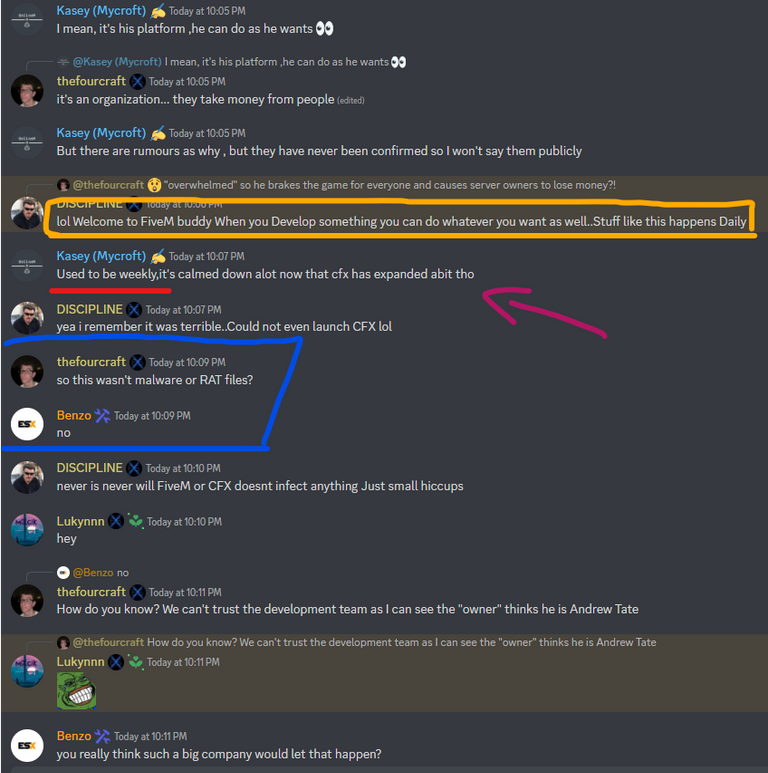 Kasey (Mycroft) ✍️ Today at 10:05 PM
I mean, it's his platform ,he can do as he wants 👀
@Kasey (Mycroft) I mean, it's his platform ,he can do as he wants 👀
thefourcraft Today at 10:05 PM
it's an organization... they take money from people (edited)
Kasey (Mycroft) ✍️ Today at 10:05 PM
But there are rumours as why , but they have never been confirmed so I won't say them publicly
@thefourcraft 😲 "overwhelmed" so he brakes the game for everyone and causes server owners to lose money?!
DISCIPLINE Today at 10:06 PM
lol Welcome to FiveM buddy When you Develop something you can do whatever you want as well..Stuff like this happens Daily
Kasey (Mycroft) ✍️ Today at 10:07 PM
Used to be weekly,it's calmed down alot now that cfx has expanded abit tho
DISCIPLINE Today at 10:07 PM
yea i remember it was terrible..Could not even launch CFX lol
thefourcraft Today at 10:09 PM
so this wasn't malware or RAT files?
ESX
Benzo Today at 10:09 PM
no
DISCIPLINE Today at 10:10 PM
never is never will FiveM or CFX doesnt infect anything Just small hiccups
Lukynnn Today at 10:10 PM
hey
@Benzo no
thefourcraft Today at 10:11 PM
How do you know? We can't trust the development team as I can see the "owner" thinks he is Andrew Tate
@thefourcraft How do you know? We can't trust the development team as I can see the "owner" thinks he is Andrew Tate
Lukynnn Today at 10:11 PM
ESX
Benzo Today at 10:11 PM
you really think such a big company would let that happen?